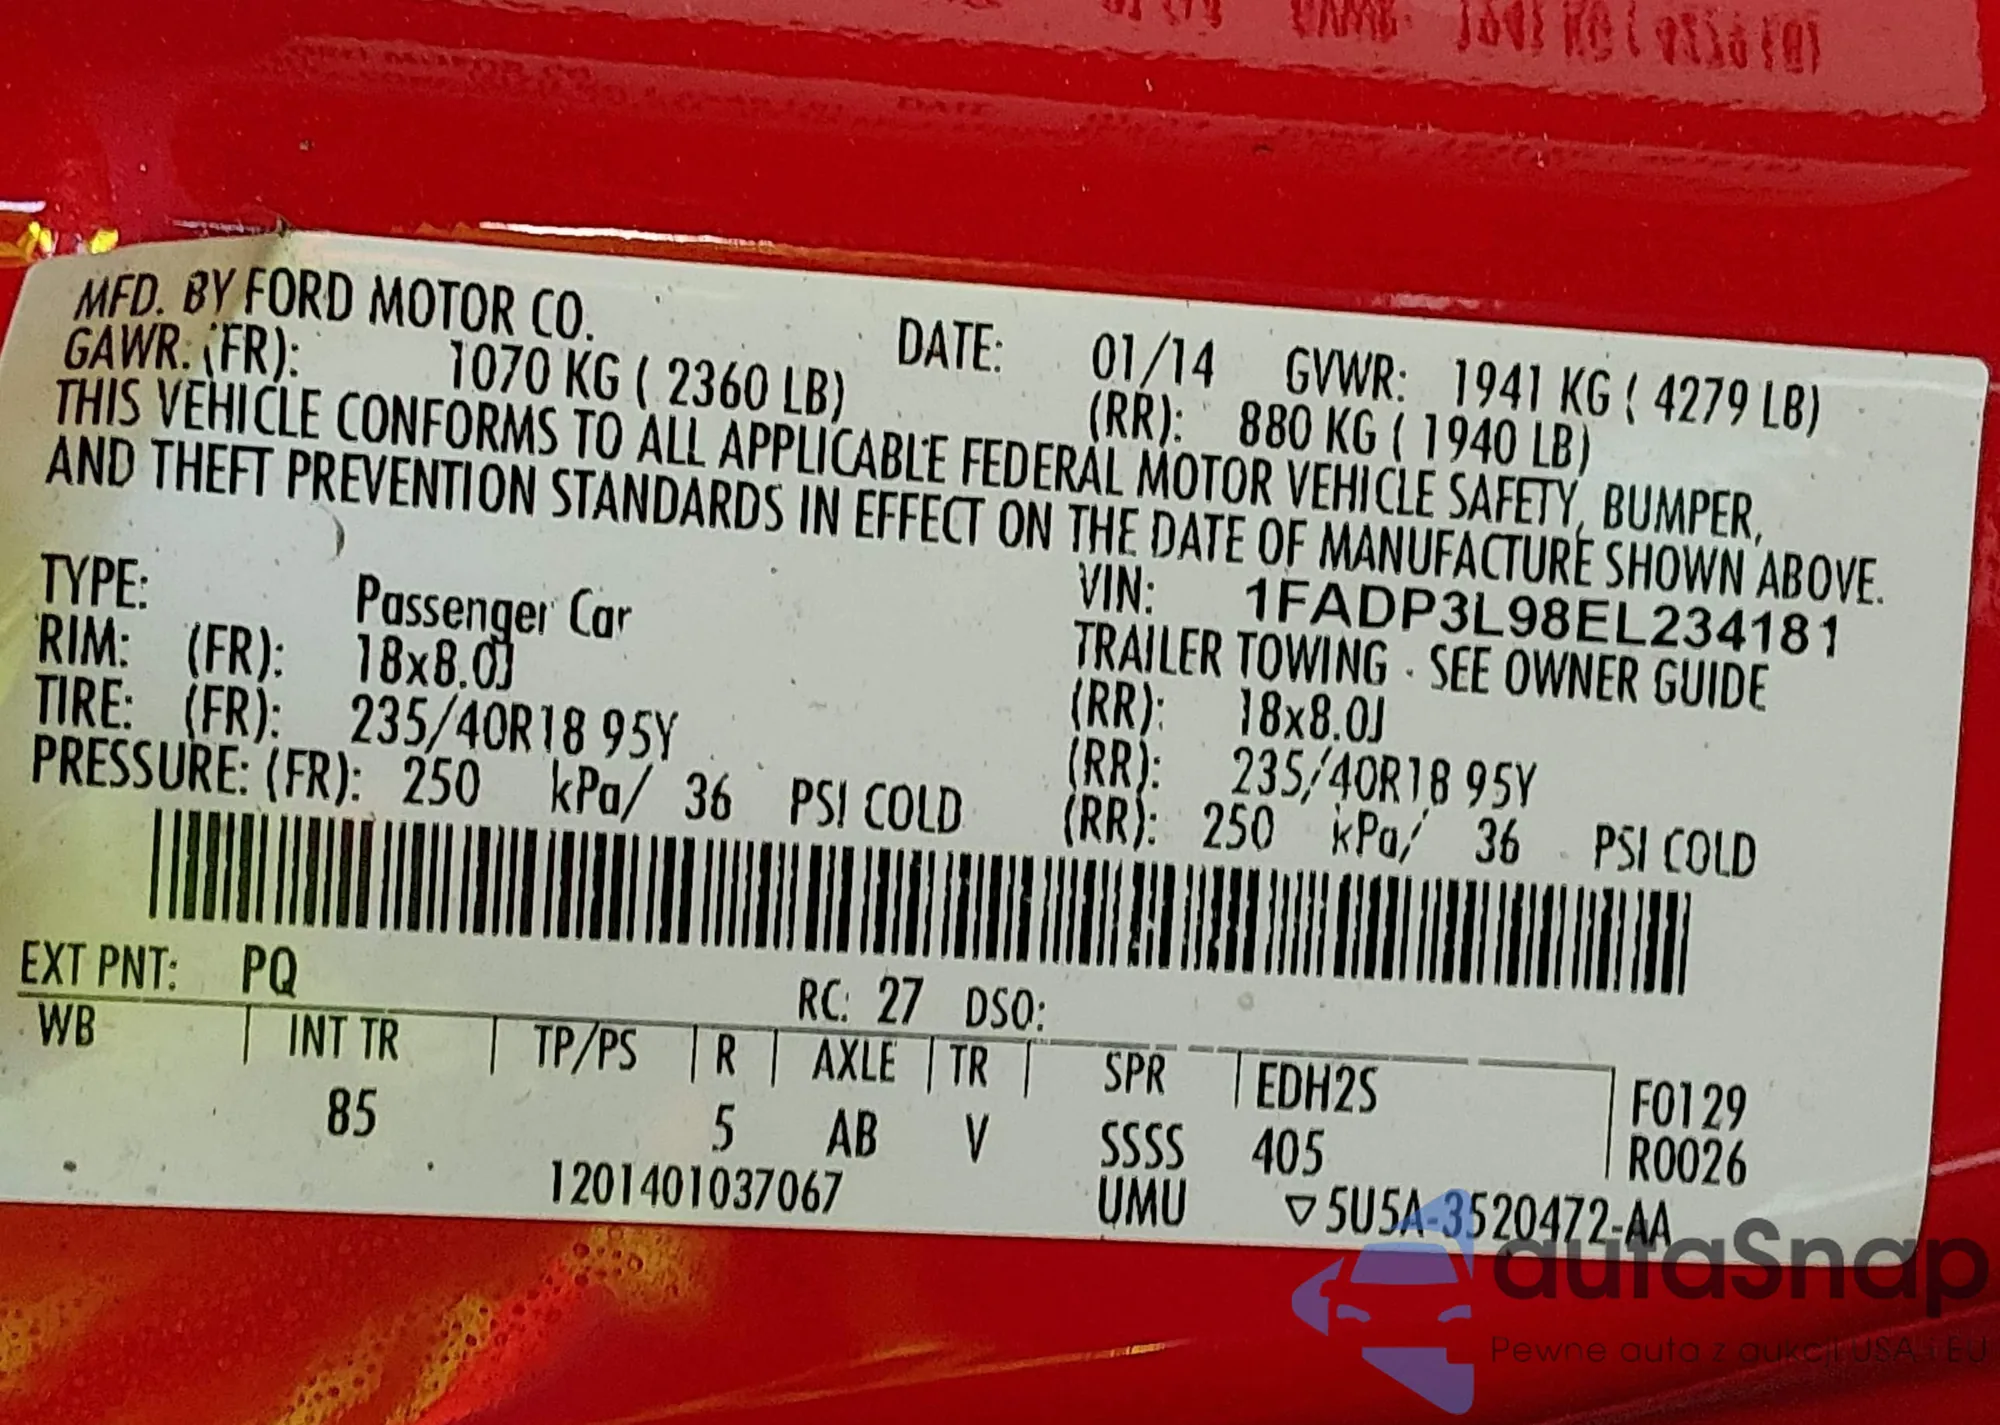 MFD. BY FORD MOTOR CO. DATE: 01/14 GVWR: 1941 KG ( 4279 LB)
GAWR: (FR): 1070 KG ( 2360 LB) (RR): 880 KG ( 1940 LB)
THIS VEHICLE CONFORMS TO ALL APPLICABLE FEDERAL MOTOR VEHICLE SAFETY, BUMPER,
AND THEFT PREVENTION STANDARDS IN EFFECT ON THE DATE OF MANUFACTURE SHOWN ABOVE.
VIN: 1FADP3L98EL234181
TYPE: Passenger Car TRAILER TOWING - SEE OWNER GUIDE
RIM: (FR): 18x8.0J (RR): 18x8.0J
TIRE: (FR): 235/40R18 95Y (RR): 235/40R18 95Y
PRESSURE: (FR): 250 kPa/ 36 PSI COLD (RR): 250 kPa/ 36 PSI COLD
EXT PNT: PQ RC: 27 DSO:
WB INT TR TP/PS R AXLE TR SPR EDH2S F0129
85 5 AB V SSSS 405 R0026
1201401037067 UMU ▽5U5A-3520472-AA
autaSnap
Pewne auta z aukcji USA i EU